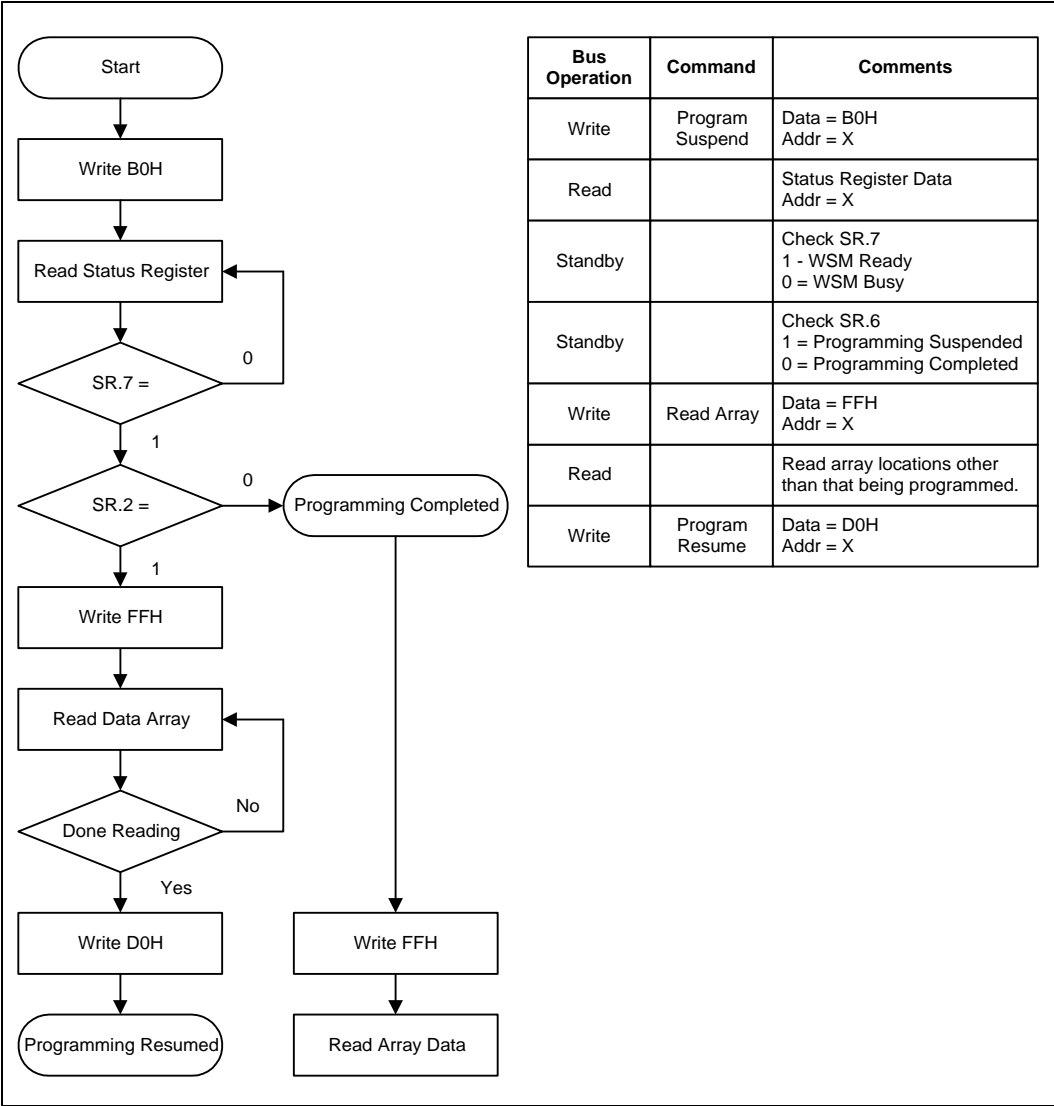 Start
Write B0H
Read Status Register
0
SR.7 =
1
0
SR.2 =
Programming Completed
1
Write FFH
Read Data Array
No
Done Reading
Yes
Write D0H
Write FFH
Programming Resumed
Read Array Data
Bus
Operation
Command
Comments
Write
Program
Suspend
Data = B0H
Addr = X
Read
Status Register Data
Addr = X
Standby
Check SR.7
1 - WSM Ready
0 = WSM Busy
Standby
Check SR.6
1 = Programming Suspended
0 = Programming Completed
Write
Read Array
Data = FFH
Addr = X
Read
Read array locations other
than that being programmed.
Write
Program
Resume
Data = D0H
Addr = X